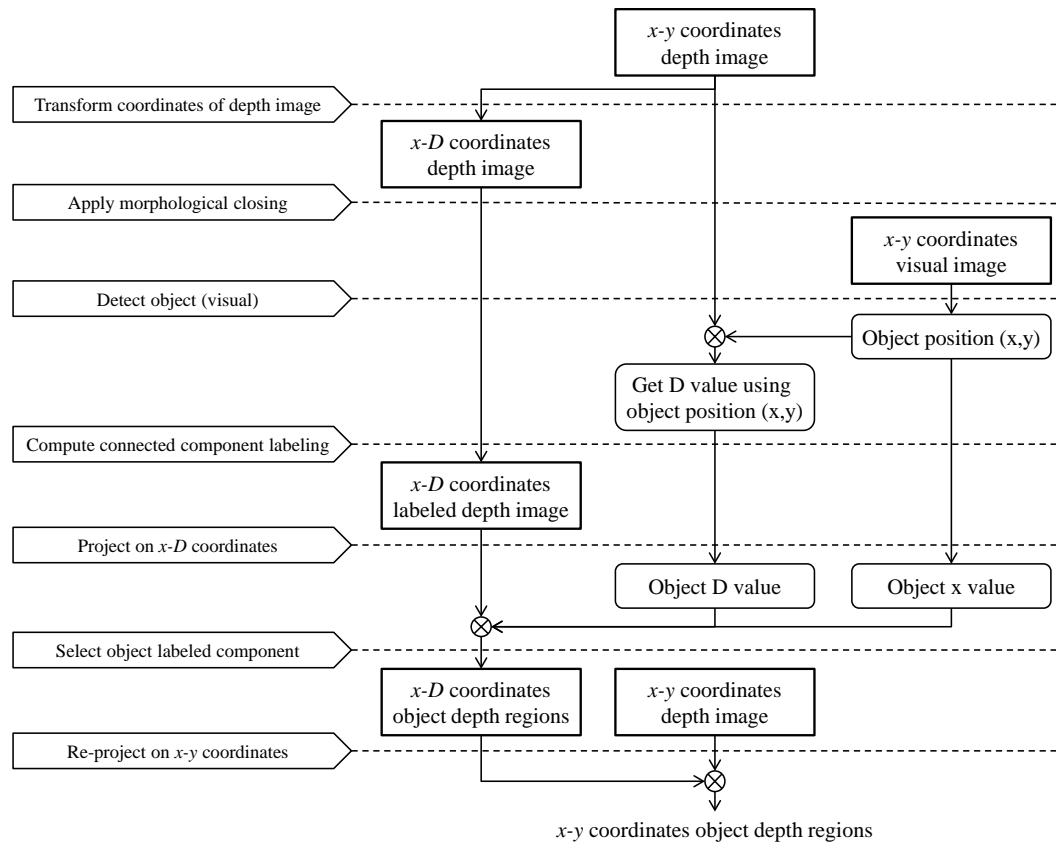 x-y coordinates
depth image
Transform coordinates of depth image
x-D coordinates
depth image
Apply morphological closing
x-y coordinates
visual image
Detect object (visual)
Object position (x,y)
Get D value using
object position (x,y)
Compute connected component labeling
x-D coordinates
labeled depth image
Project on x-D coordinates
Object D value
Object x value
Select object labeled component
x-D coordinates
object depth regions
x-y coordinates
depth image
Re-project on x-y coordinates
x-y coordinates object depth regions